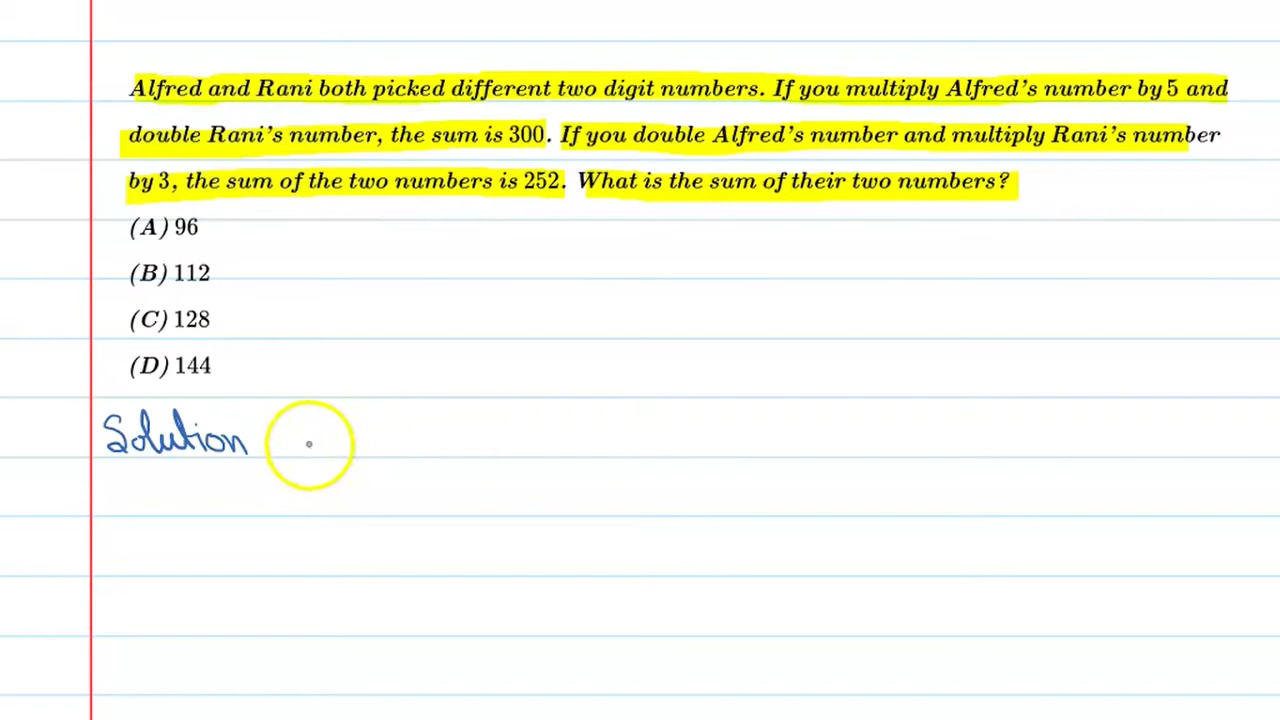 Alfred and Rani both picked different two digit numbers. If you multiply Alfred's number by 5 and
double Rani's number, the sum is 300. If you double Alfred's number and multiply Rani's number
by 3, the sum of the two numbers is 252. What is the sum of their two numbers?
(A) 96
(B) 112
(C) 128
(D) 144
Solution